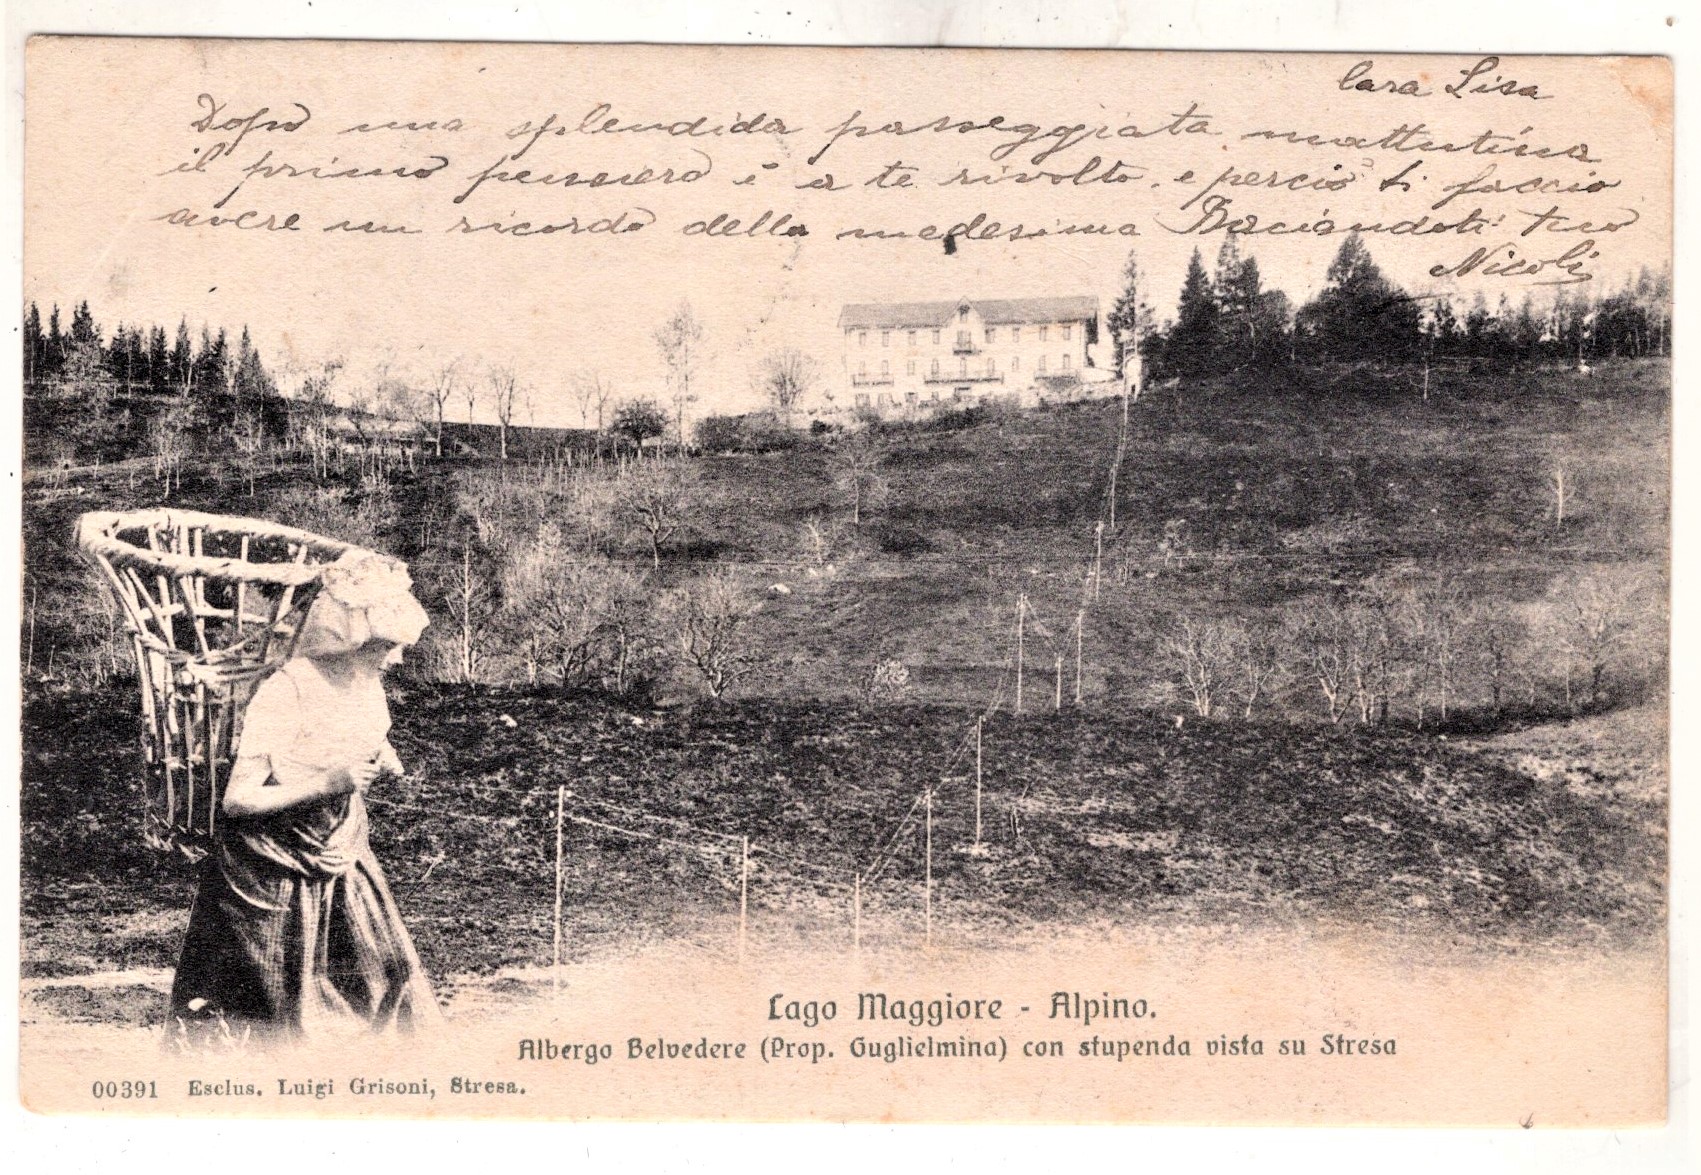 Cara Lisa
Dopo una splendida passeggiata mattutina
il primo pensiero è a te rivolto, e perciò ti faccio
avere un ricordo della medesima Baciandoti tuo
Nicoli
Lago Maggiore - Alpino.
Albergo Belvedere (Prop. Guglielmina) con stupenda vista su Stresa
00391 Esclus. Luigi Grisoni, Stresa.